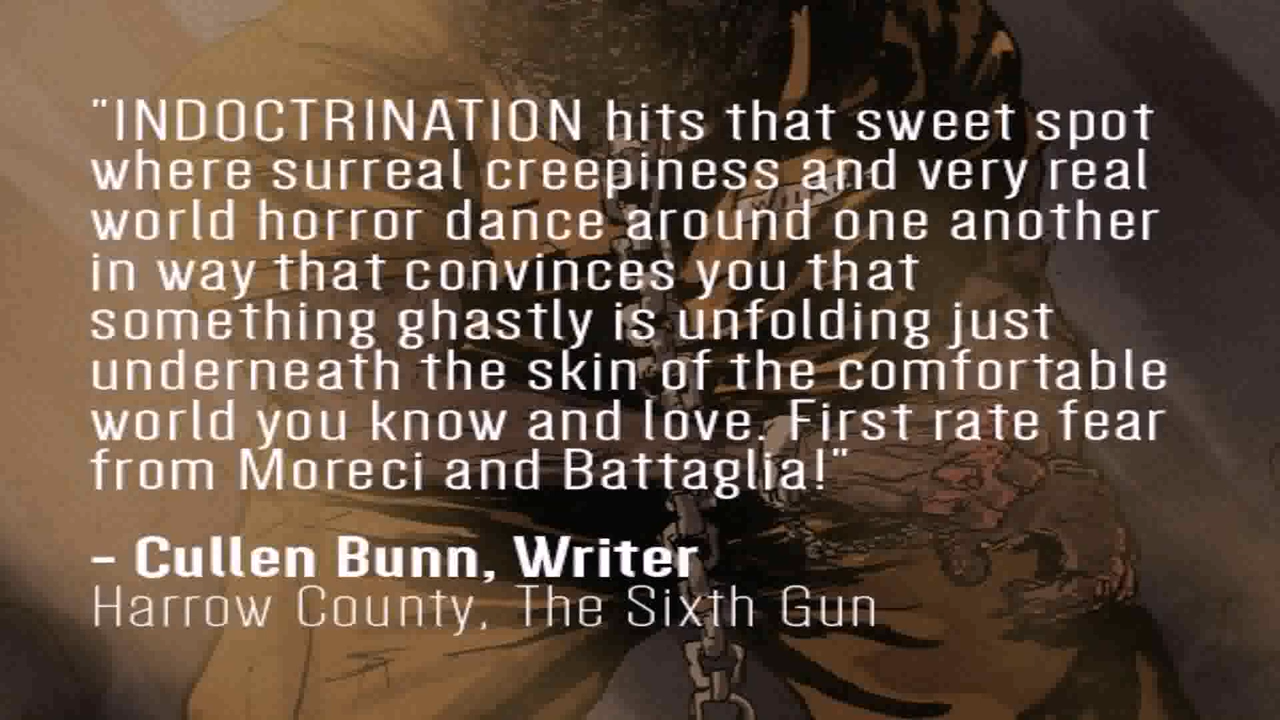 "INDOCTRINATION hits that sweet spot
where surreal creepiness and very real
world horror dance around one another
in way that convinces you that
something ghastly is unfolding just
underneath the skin of the comfortable
world you know and love. First rate fear
from Moreci and Battaglia!"
– Cullen Bunn, Writer
Harrow County, The Sixth Gun